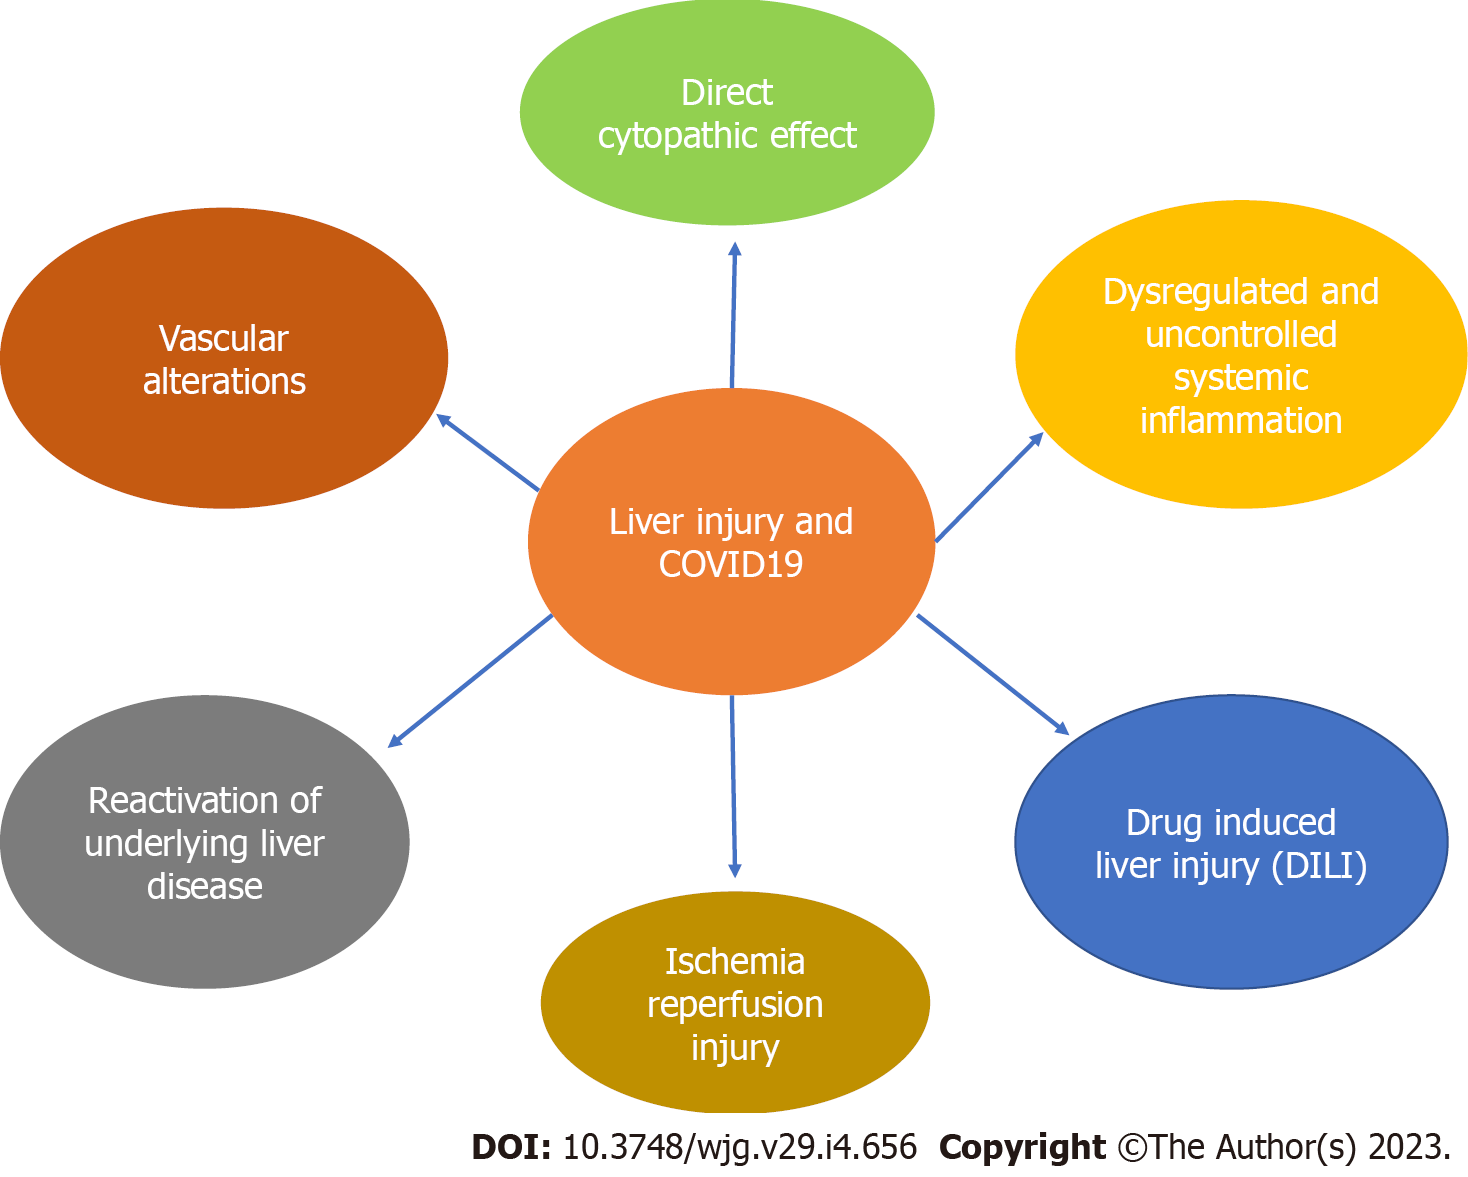 Direct
cytopathic effect
Vascular
alterations
Dysregulated and
uncontrolled
systemic
inflammation
Liver injury and
COVID19
Reactivation of
underlying liver
disease
Drug induced
liver injury (DILI)
Ischemia
reperfusion
injury
DOI: 10.3748/wjg.v29.i4.656 Copyright ©The Author(s) 2023.